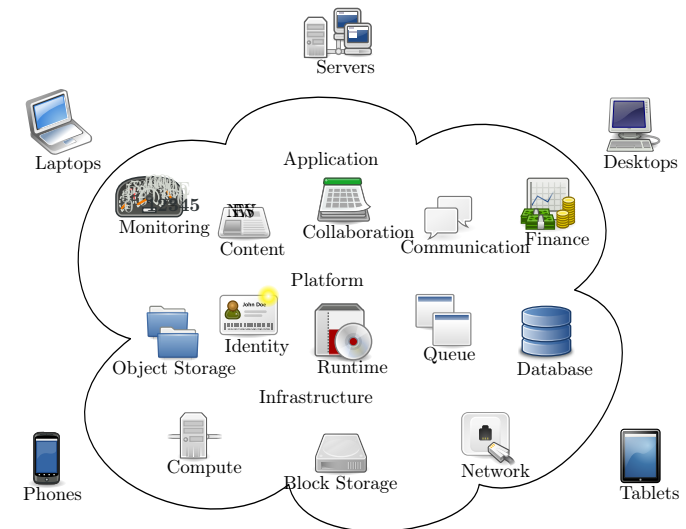 Servers
Laptops
Desktops
Application
Monitoring
Content
Collaboration
Communication
Finance
Platform
John Doe
Object Storage
Identity
Runtime
Queue
Database
Infrastructure
Compute
Block Storage
Network
Phones
Tablets